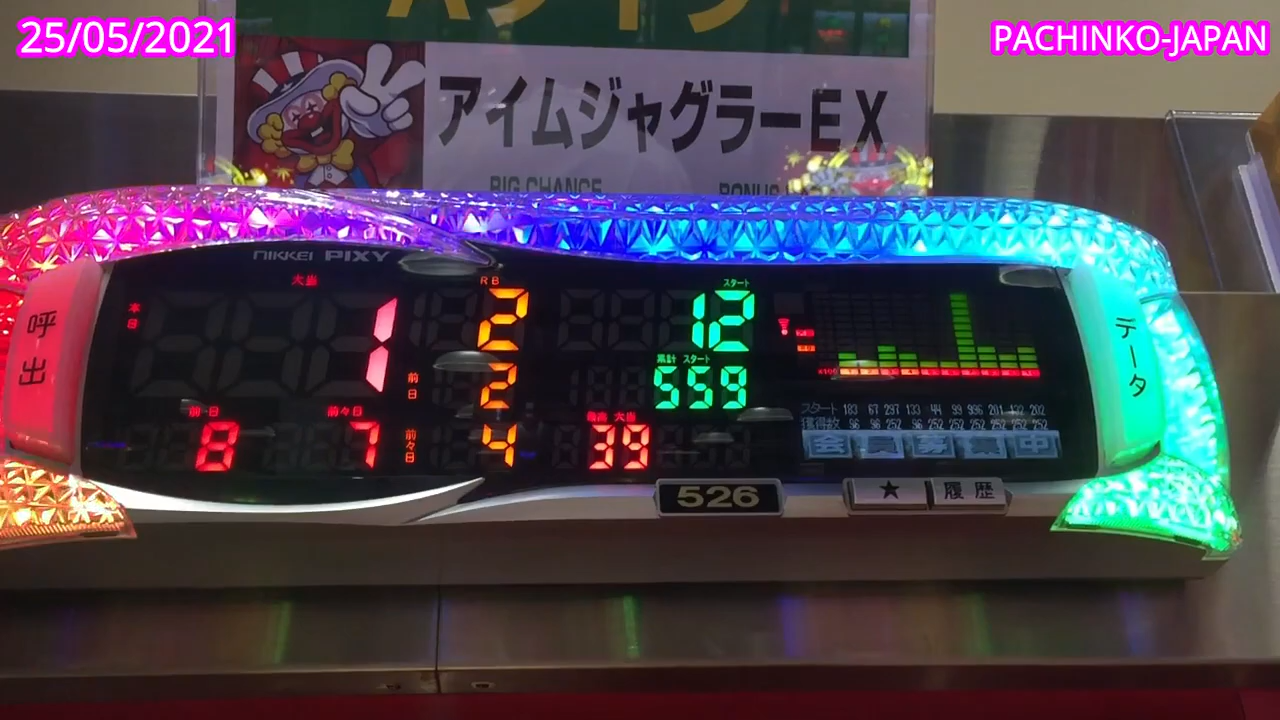 25/05/2021
PACHINKO-JAPAN
アイムジャグラーEX
BIG CHANCE
NIKKEI PIXY
大当
RB
スタート
本日
1
2
12
呼出
データ
累計 スタート
前日
2
559
前日
前々日
最高 大当
8
7
前々日
4
39
スタート 183 67 297 133 44 99 996 201 132 202
獲得数 96 96 252 96 252 252 252 252 252 252
会員募集中
526
★
履歴